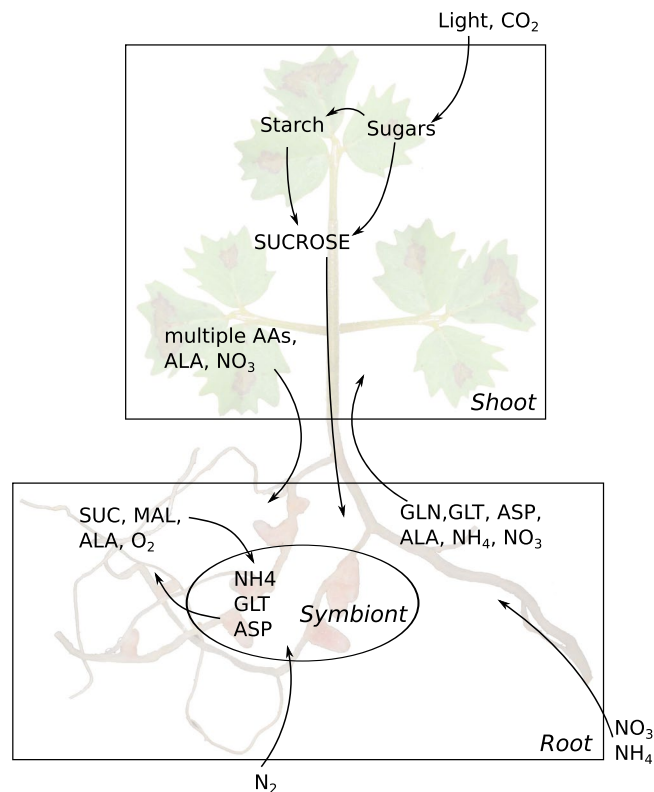 Light, CO₂
Starch
Sugars
SUCROSE
multiple AAs,
ALA, NO₃
Shoot
SUC, MAL,
ALA, O₂
GLN,GLT, ASP,
ALA, NH₄, NO₃
NH4
GLT
ASP
Symbiont
NO₃
NH₄
Root
N₂